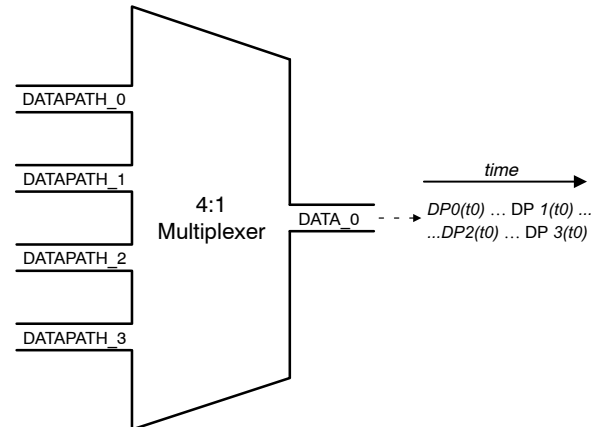 DATAPATH_0
DATAPATH_1
DATAPATH_2
DATAPATH_3
4:1
Multiplexer
DATA_0
time
DP0(t0) … DP 1(t0) ...
...DP2(t0) … DP 3(t0)